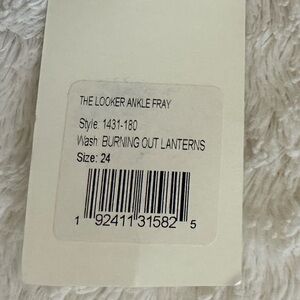 THE LOOKER ANKLE FRAY
Style: 1431-180
Wash: BURNING OUT LANTERNS
Size: 24
1 92411 31582 5